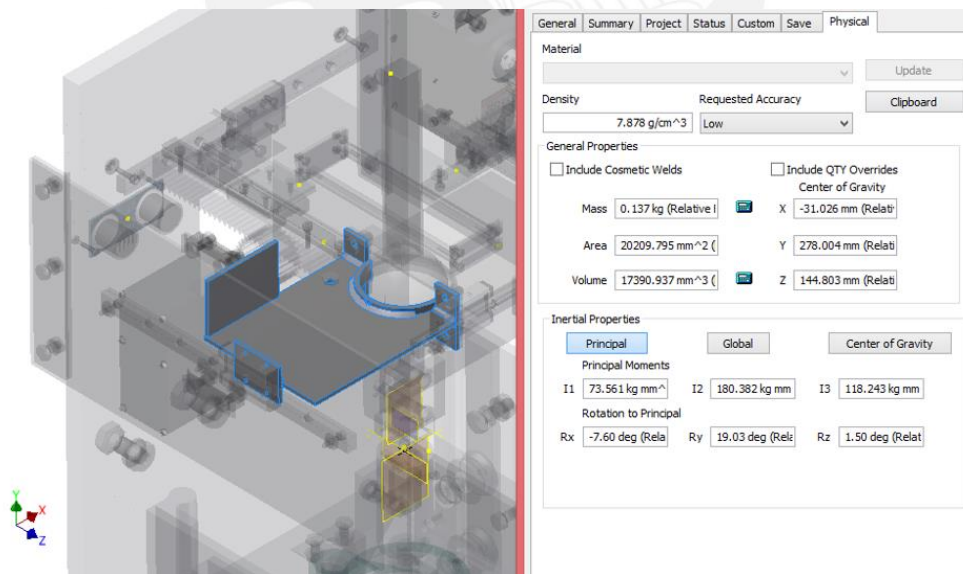 General Summary Project Status Custom Save Physical
Material
Update
Density Requested Accuracy Clipboard
7.878 g/cm^3 Low
General Properties
Include Cosmetic Welds Include QTY Overrides
Center of Gravity
Mass 0.137 kg (Relative I X -31.026 mm (Relati
Area 20209.795 mm^2 ( Y 278.004 mm (Relati
Volume 17390.937 mm^3 ( Z 144.803 mm (Relati
Inertial Properties
Principal Global Center of Gravity
Principal Moments
I1 73.561 kg mm^ I2 180.382 kg mm I3 118.243 kg mm
Rotation to Principal
Rx -7.60 deg (Rela Ry 19.03 deg (Rela Rz 1.50 deg (Relat
Y
X
Z